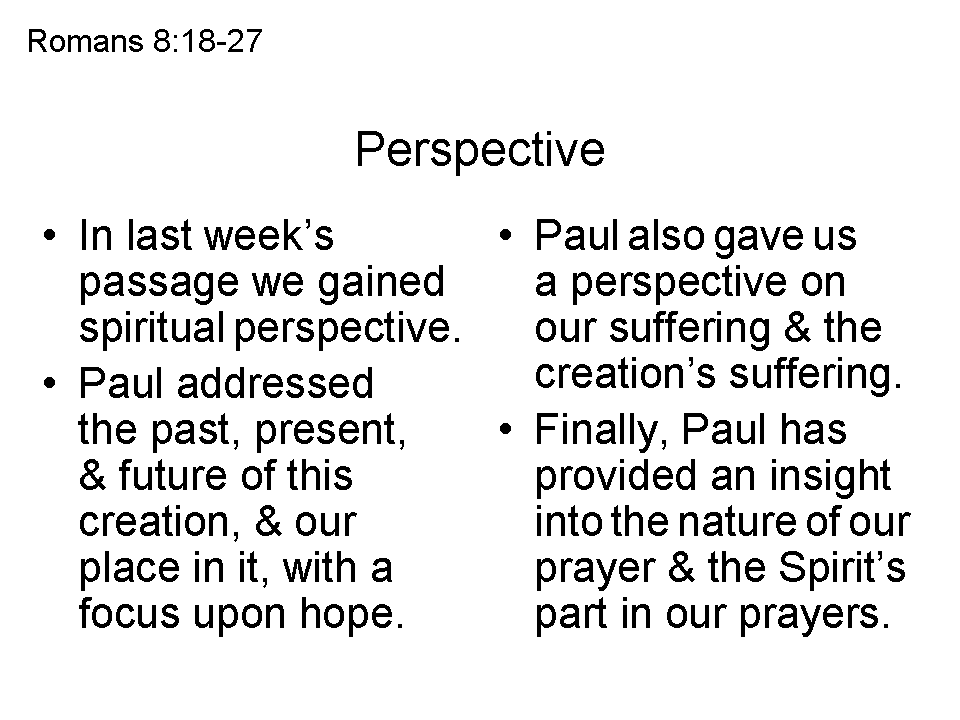 Romans 8:18-27
Perspective
• In last week’s
passage we gained
spiritual perspective.
• Paul addressed
the past, present,
& future of this
creation, & our
place in it, with a
focus upon hope.
• Paul also gave us
a perspective on
our suffering & the
creation’s suffering.
• Finally, Paul has
provided an insight
into the nature of our
prayer & the Spirit’s
part in our prayers.